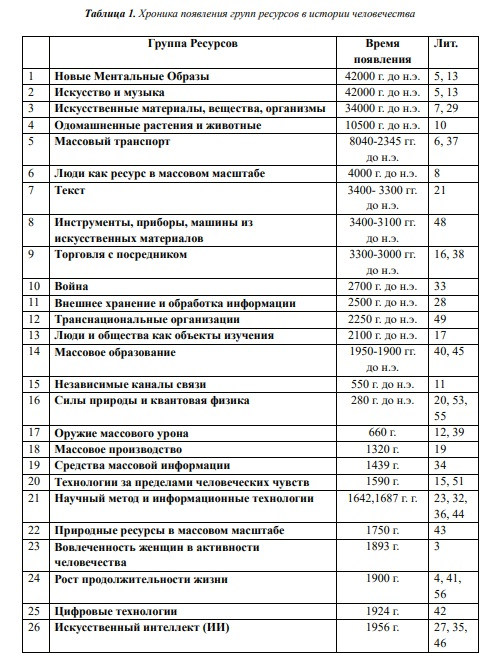 Таблица 1. Хроника появления групп ресурсов в истории человечества
Группа Ресурсов Время Лит.
появления
1 Новые Ментальные Образы 42000 г. до н.э. 5, 13
2 Искусство и музыка 42000 г. до н.э. 5, 13
3 Искусственные материалы, вещества, организмы 34000 г. до н.э. 7, 29
4 Одомашненные растения и животные 10500 г. до н.э. 10
5 Массовый транспорт 8040-2345 гг. 6, 37
до н.э.
6 Люди как ресурс в массовом масштабе 4000 г. до н.э. 8
7 Текст 3400- 3300 гг. 21
до н.э.
8 Инструменты, приборы, машины из 3400-3100 гг. 48
искусственных материалов до н.э.
9 Торговля с посредником 3300-3000 гг. 16, 38
до н.э.
10 Война 2700 г. до н.э. 33
11 Внешнее хранение и обработка информации 2500 г. до н.э. 28
12 Транснациональные организации 2250 г. до н.э. 49
13 Люди и общества как объекты изучения 2100 г. до н.э. 17
14 Массовое образование 1950-1900 гг. 40, 45
до н.э.
15 Независимые каналы связи 550 г. до н.э. 11
16 Силы природы и квантовая физика 280 г. до н.э. 20, 53,
55
17 Оружие массового урона 660 г. 12, 39
18 Массовое производство 1320 г. 19
19 Средства массовой информации 1439 г. 34
20 Технологии за пределами человеческих чувств 1590 г. 15, 51
21 Научный метод и информационные технологии 1642,1687 г. г. 23, 32,
36, 44
22 Природные ресурсы в массовом масштабе 1750 г. 43
23 Вовлеченность женщин в активности 1893 г. 3
человечества
24 Рост продолжительности жизни 1900 г. 4, 41,
56
25 Цифровые технологии 1924 г. 42
26 Искусственный интеллект (ИИ) 1956 г. 27, 35,
46